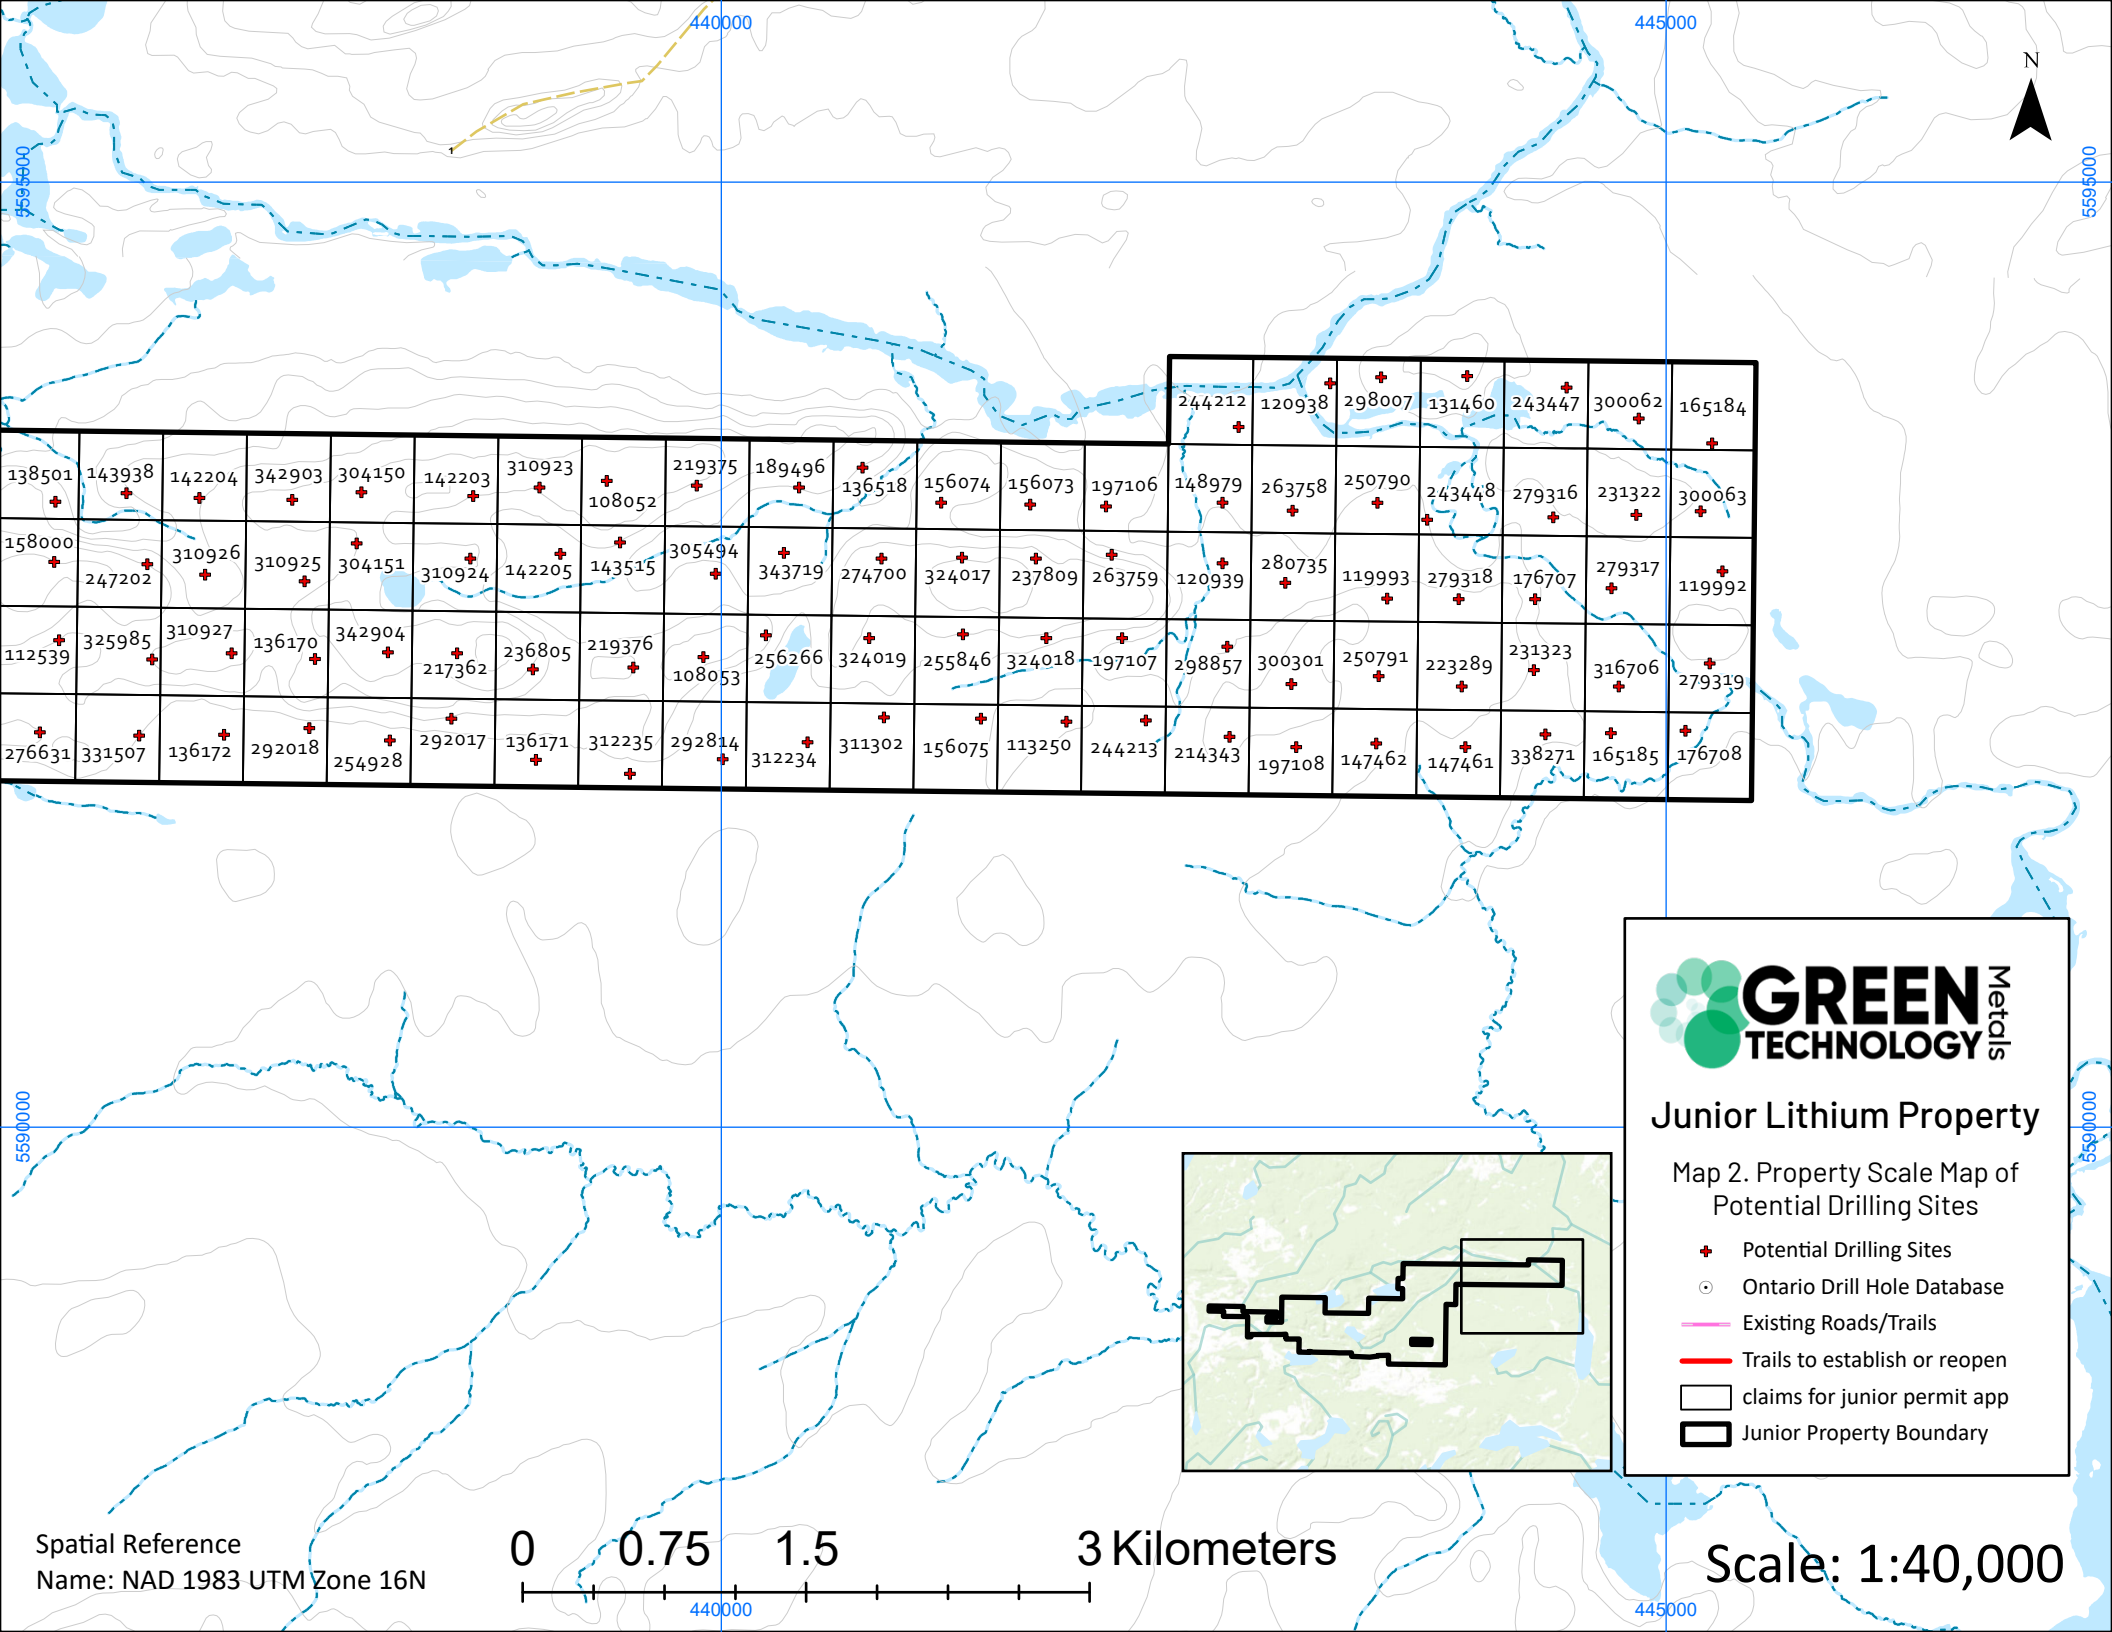 440000
445000
N
5595000
5595000
1
244212 120938 298007 131460 243447 300062 165184
138501 143938 142204 342903 304150 142203 310923 108052 219375 189496 136518 156074 156073 197106 148979 263758 250790 243448 279316 231322 300063
158000 247202 310926 310925 304151 310924 142205 143515 305494 343719 274700 324017 237809 263759 120939 280735 119993 279318 176707 279317 119992
112539 325985 310927 136170 342904 217362 236805 219376 108053 256266 324019 255846 324018 197107 298857 300301 250791 223289 231323 316706 279319
276631 331507 136172 292018 254928 292017 136171 312235 292814 312234 311302 156075 113250 244213 214343 197108 147462 147461 338271 165185 176708
GREEN
TECHNOLOGY
Metals
5590000
5590000
Junior Lithium Property
Map 2. Property Scale Map of
Potential Drilling Sites
Potential Drilling Sites
Ontario Drill Hole Database
Existing Roads/Trails
Trails to establish or reopen
claims for junior permit app
Junior Property Boundary
Spatial Reference
Name: NAD 1983 UTM Zone 16N
0 0.75 1.5 3 Kilometers
Scale: 1:40,000
440000
445000